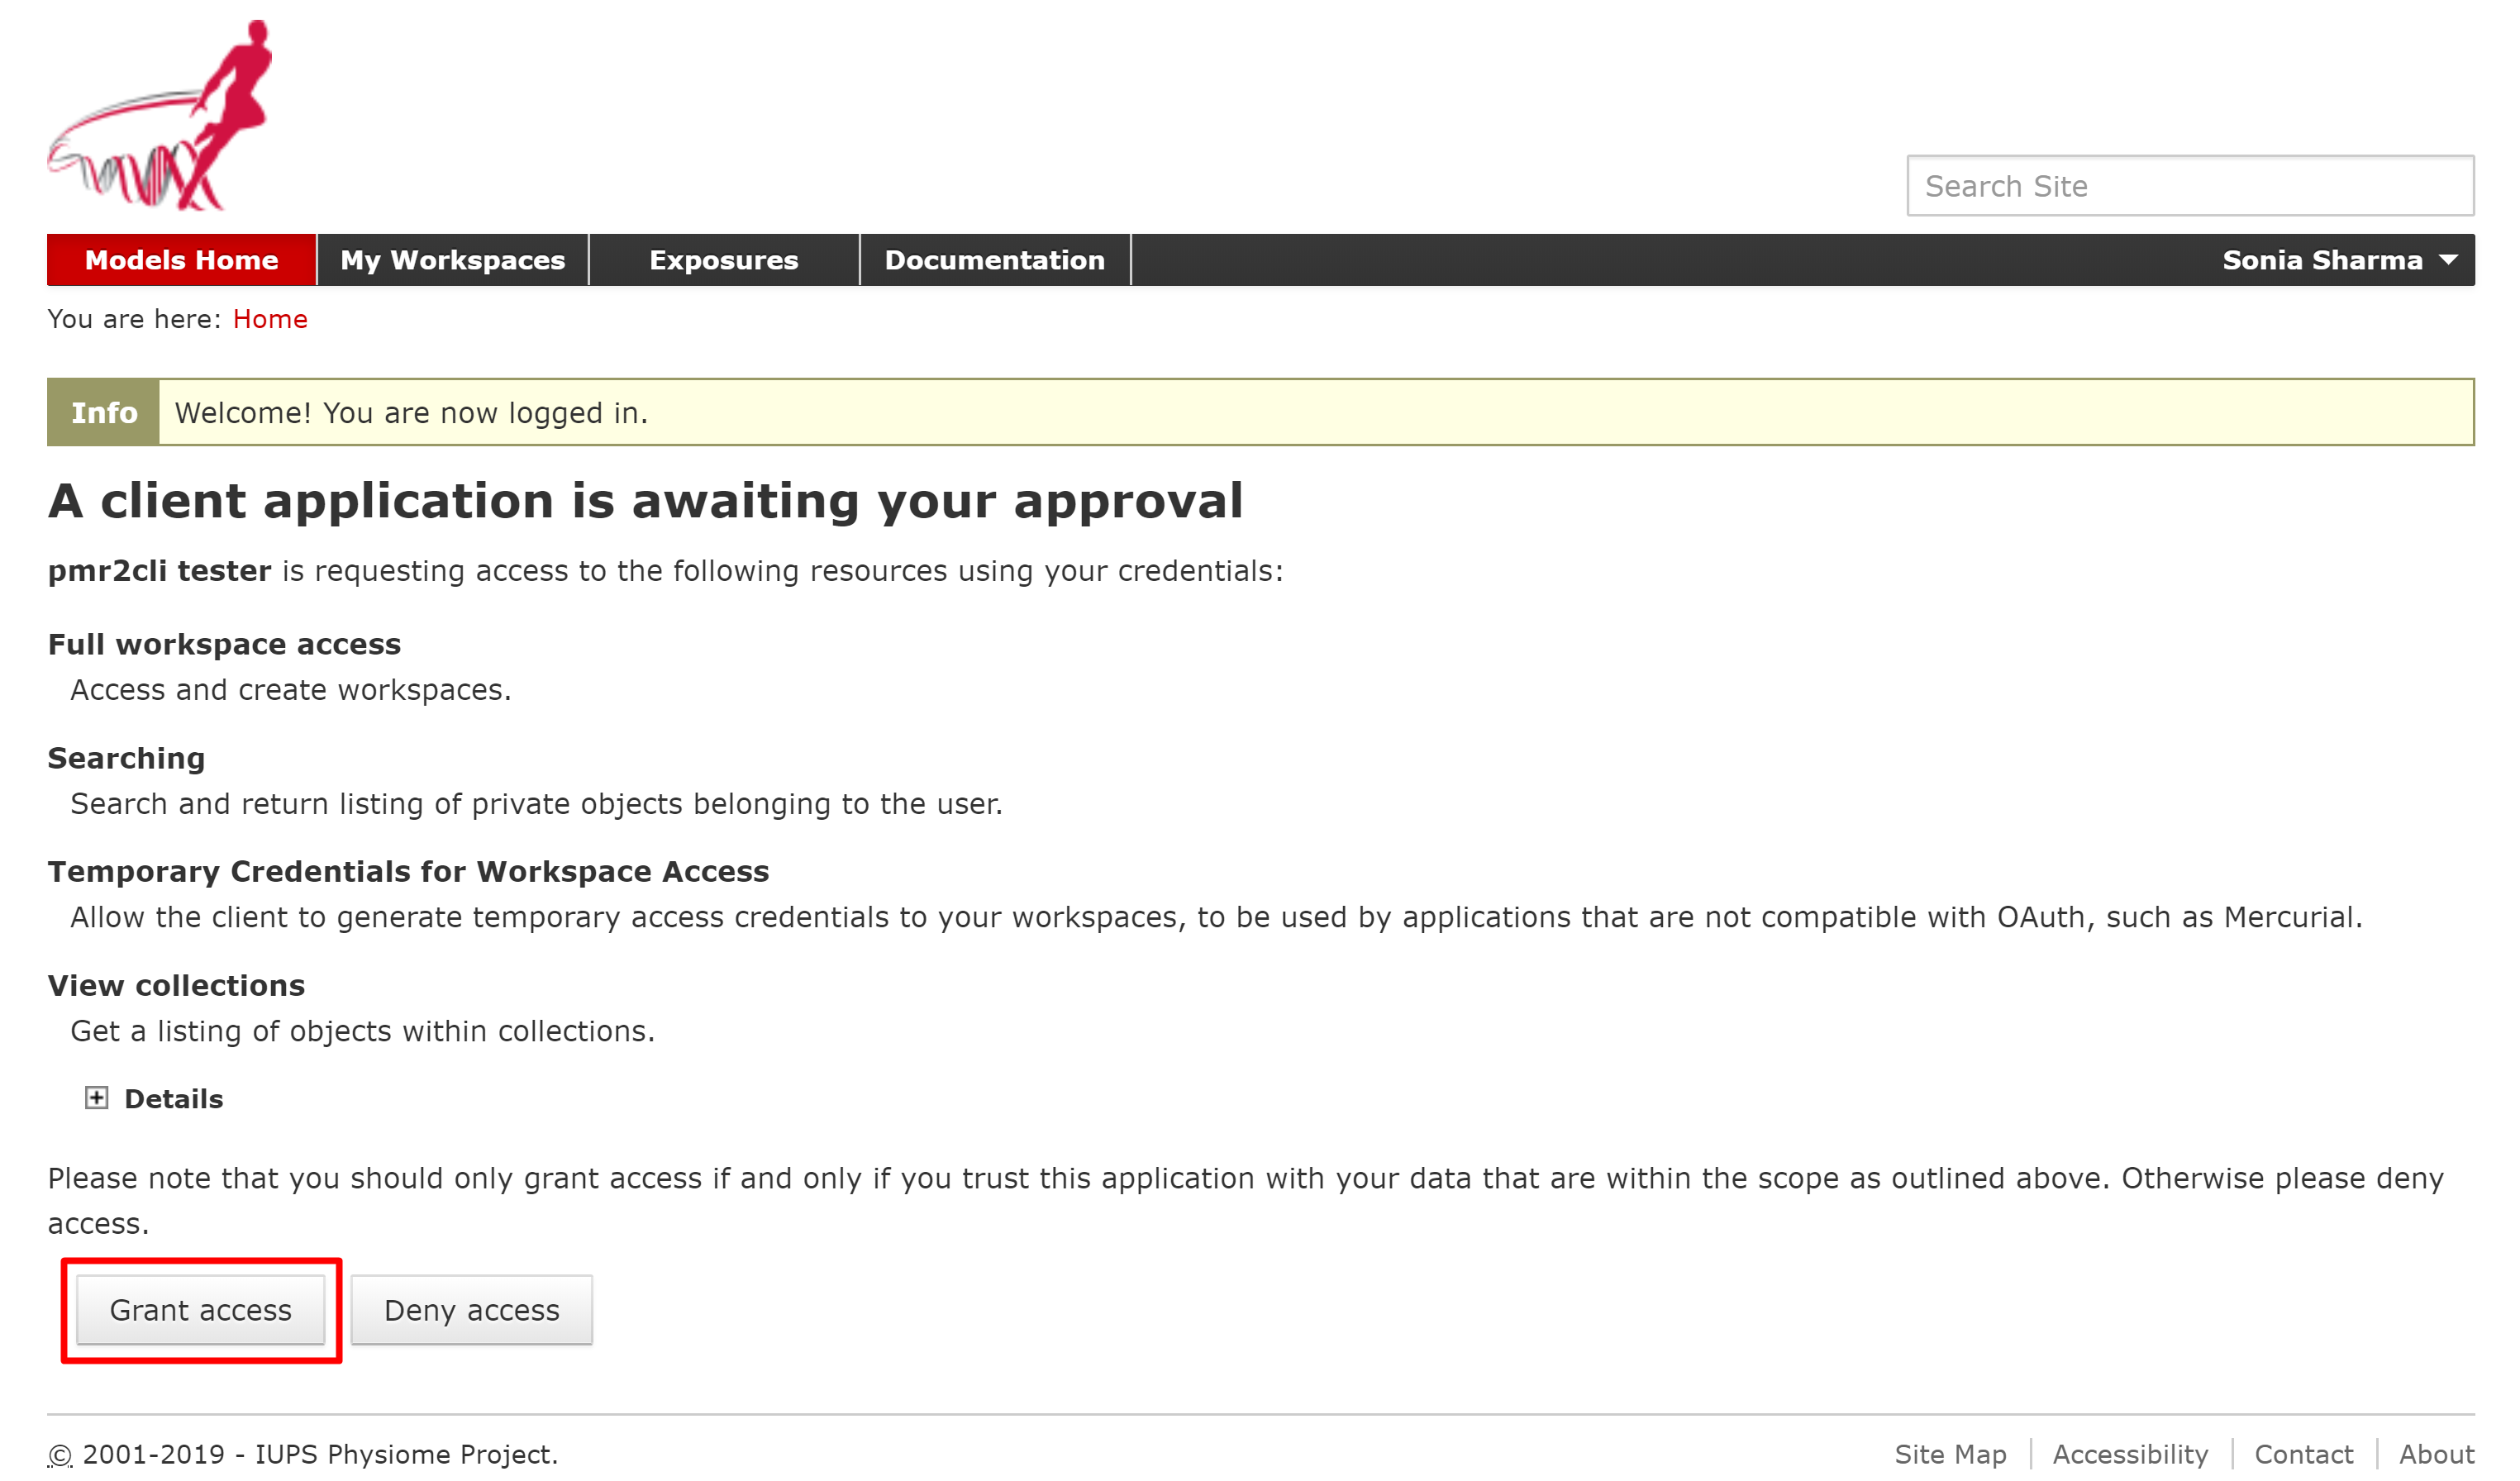 Search Site
Models Home
My Workspaces
Exposures
Documentation
Sonia Sharma
You are here: Home
Info
Welcome! You are now logged in.
A client application is awaiting your approval
pmr2cli tester is requesting access to the following resources using your credentials:
Full workspace access
Access and create workspaces.
Searching
Search and return listing of private objects belonging to the user.
Temporary Credentials for Workspace Access
Allow the client to generate temporary access credentials to your workspaces, to be used by applications that are not compatible with OAuth, such as Mercurial.
View collections
Get a listing of objects within collections.
Details
Please note that you should only grant access if and only if you trust this application with your data that are within the scope as outlined above. Otherwise please deny
access.
Grant access
Deny access
© 2001-2019 - IUPS Physiome Project.
Site Map
Accessibility
Contact
About